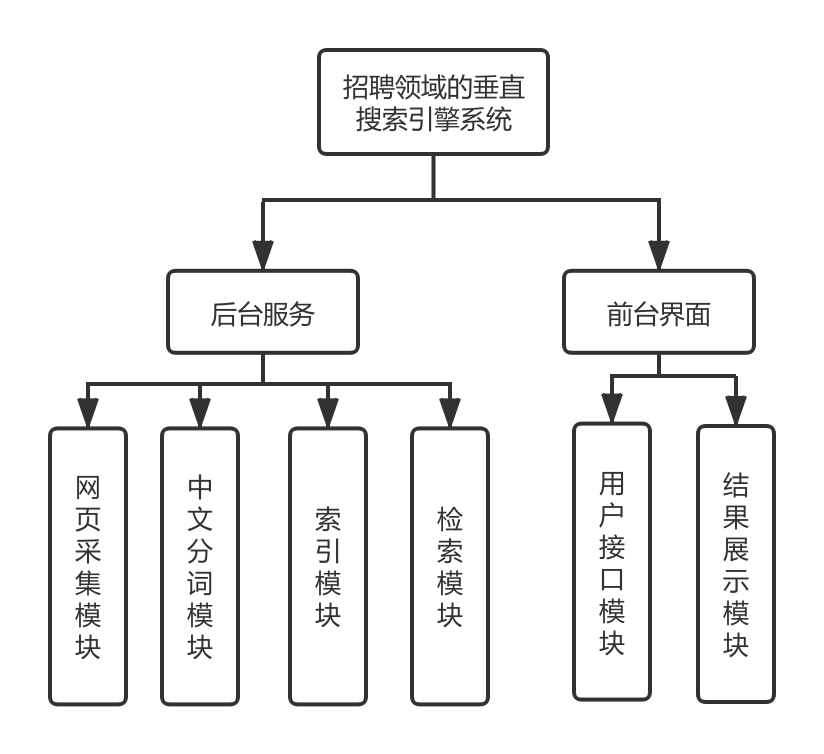 招聘领域的垂直
搜索引擎系统
后台服务
前台界面
网页采集模块
中文分词模块
索引模块
检索模块
用户接口模块
结果展示模块